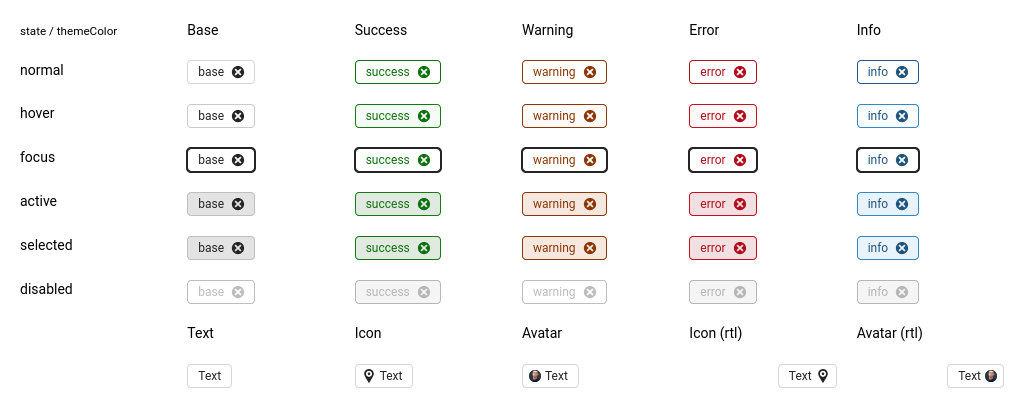 state / themeColor Base Success Warning Error Info
normal base success warning error info
hover base success warning error info
focus base success warning error info
active base success warning error info
selected base success warning error info
disabled base success warning error info
Text Icon Avatar Icon (rtl) Avatar (rtl)
Text Text Text Text Text